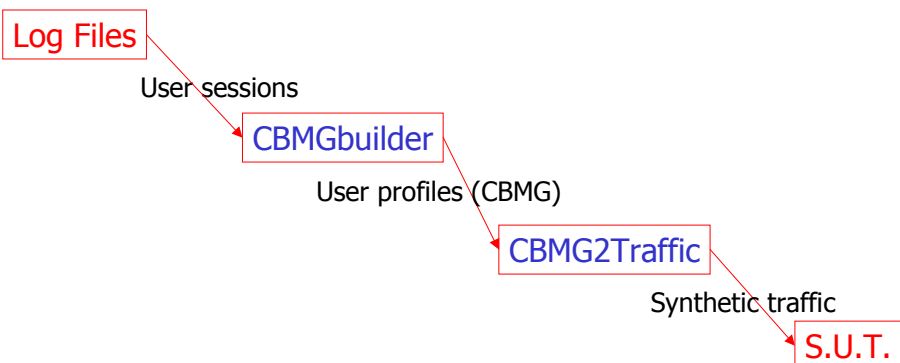 Log Files
User sessions
CBMGbuilder
User profiles (CBMG)
CBMG2Traffic
Synthetic traffic
S.U.T.